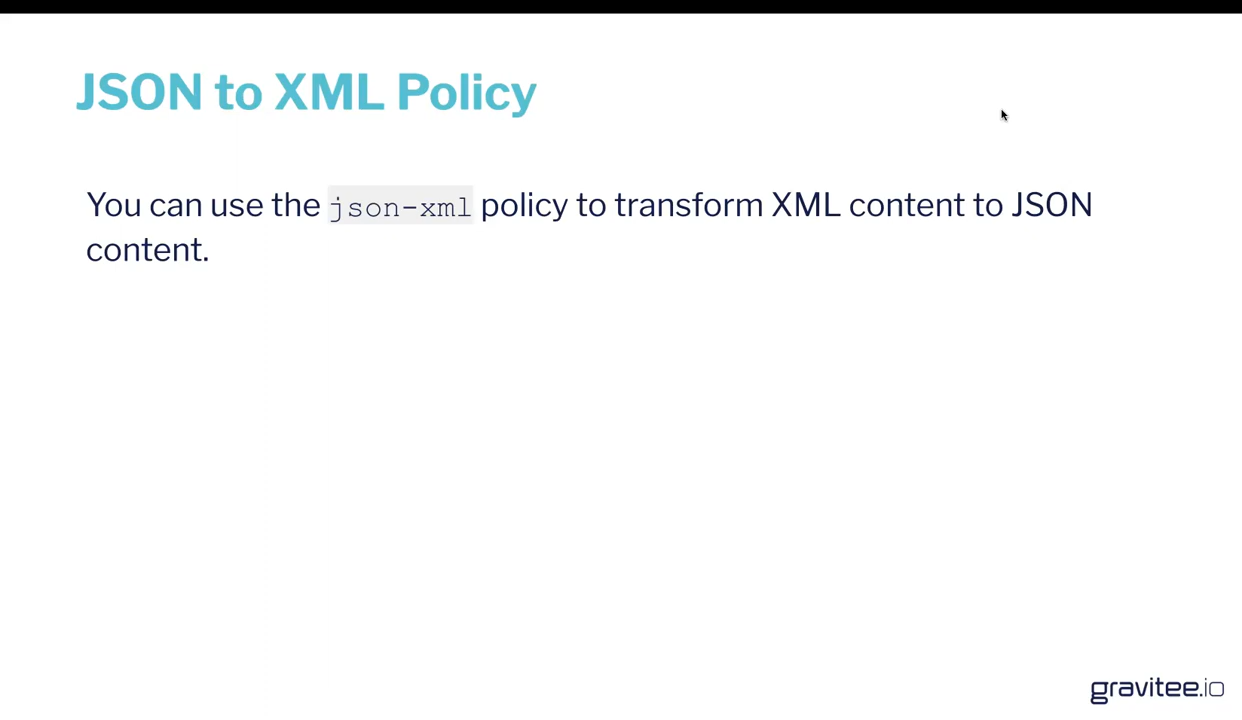 JSON to XML Policy
You can use the json-xml policy to transform XML content to JSON
content.
gravitee.io